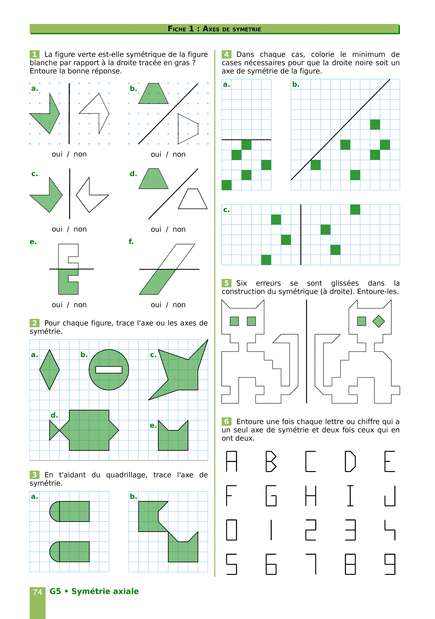 Fiche 1 : Axes de symétrie
1 La figure verte est-elle symétrique de la figure
blanche par rapport à la droite tracée en gras ?
Entoure la bonne réponse.
a.
b.
oui / non
oui / non
c.
d.
oui / non
oui / non
e.
f.
oui / non
oui / non
2 Pour chaque figure, trace l'axe ou les axes de
symétrie.
a.
b.
c.
d.
e.
3 En t'aidant du quadrillage, trace l'axe de
symétrie.
a.
b.
4 Dans chaque cas, colorie le minimum de
cases nécessaires pour que la droite noire soit un
axe de symétrie de la figure.
a.
b.
c.
5 Six erreurs se sont glissées dans la
construction du symétrique (à droite). Entoure-les.
6 Entoure une fois chaque lettre ou chiffre qui a
un seul axe de symétrie et deux fois ceux qui en
ont deux.
A B C D E
F G H I J
0 1 2 3 4
5 6 7 8 9
74 G5 • Symétrie axiale